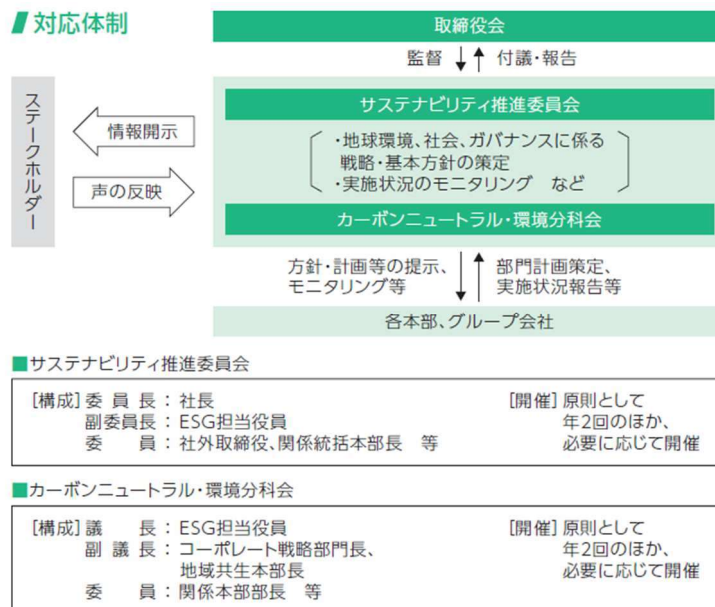 対応体制
取締役会
監督 付議・報告
ステークホルダー
情報開示
声の反映
サステナビリティ推進委員会
・地球環境、社会、ガバナンスに係る
戦略・基本方針の策定
・実施状況のモニタリング など
カーボンニュートラル・環境分科会
方針・計画等の提示、
モニタリング等
部門計画策定、
実施状況報告等
各本部、グループ会社
■サステナビリティ推進委員会
[構成]委員長：社長
副委員長：ESG担当役員
委員：社外取締役、関係統括本部長 等
[開催]原則として
年2回のほか、
必要に応じて開催
■カーボンニュートラル・環境分科会
[構成]議長：ESG担当役員
副議長：コーポレート戦略部門長、
地域共生本部長
委員：関係本部部長 等
[開催]原則として
年2回のほか、
必要に応じて開催